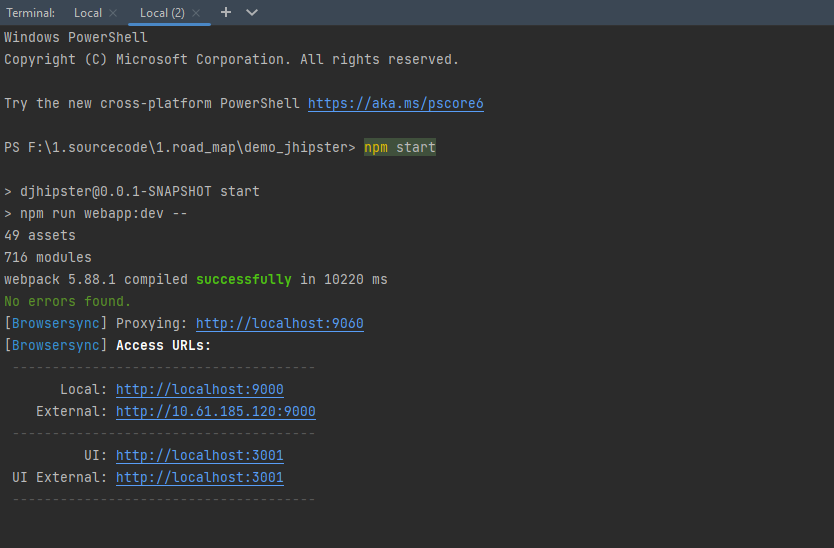 Terminal: Local Local (2)
Windows PowerShell
Copyright (C) Microsoft Corporation. All rights reserved.
Try the new cross-platform PowerShell https://aka.ms/pscore6
PS F:\1.sourcecode\1.road_map\demo_jhipster> npm start
> djhipster@0.0.1-SNAPSHOT start
> npm run webapp:dev --
49 assets
716 modules
webpack 5.88.1 compiled successfully in 10220 ms
No errors found.
[Browsersync] Proxying: http://localhost:9060
[Browsersync] Access URLs:
--------------------------------------
Local: http://localhost:9000
External: http://10.61.185.120:9000
--------------------------------------
UI: http://localhost:3001
UI External: http://localhost:3001
--------------------------------------